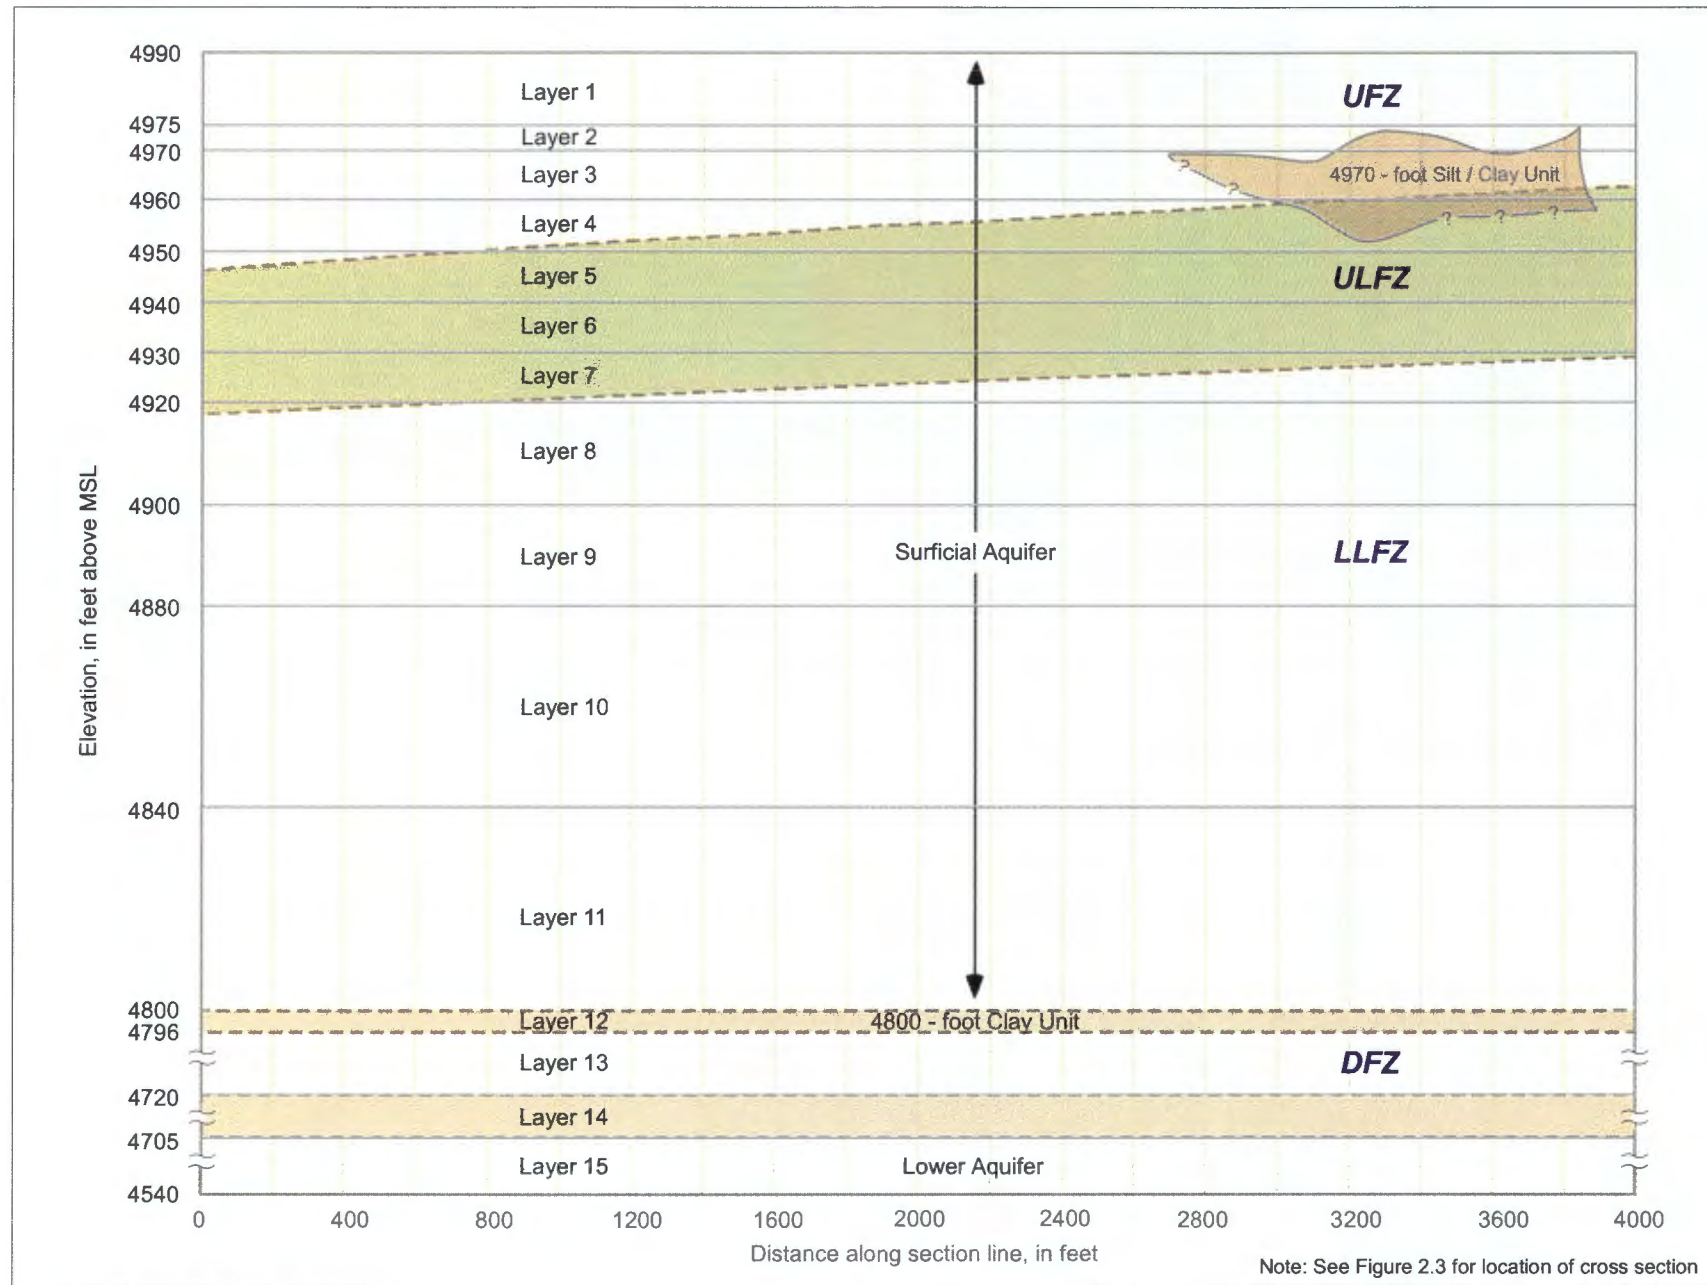 4990
Layer 1
UFZ
4975
Layer 2
4970
Layer 3
?
4970 - foot Silt / Clay Unit
?
4960
Layer 4
? ? ?
4950
Layer 5
ULFZ
4940
Layer 6
4930
Layer 7
4920
Layer 8
Elevation, in feet above MSL
4900
Layer 9
Surficial Aquifer
LLFZ
4880
Layer 10
4840
Layer 11
4800
Layer 12
4800 - foot Clay Unit
4796
Layer 13
DFZ
4720
Layer 14
4705
Layer 15
Lower Aquifer
4540
0 400 800 1200 1600 2000 2400 2800 3200 3600 4000
Distance along section line, in feet
Note: See Figure 2.3 for location of cross section